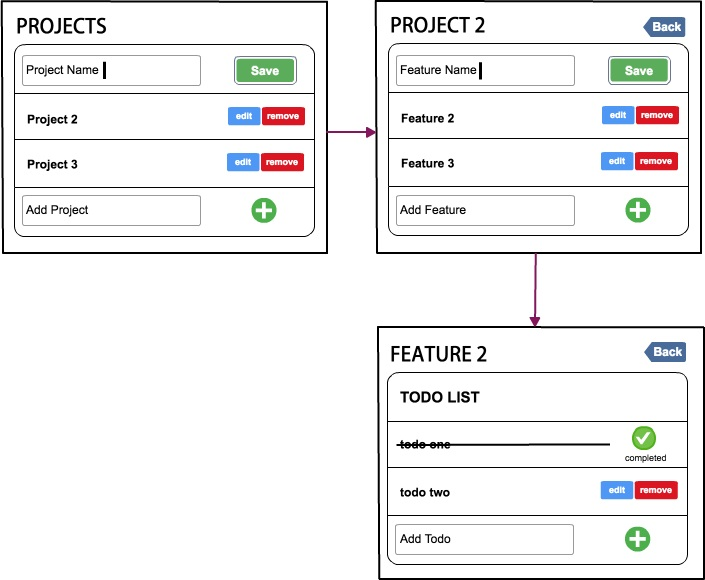 PROJECTS
Project Name
Save
Project 2
edit
remove
Project 3
edit
remove
Add Project
PROJECT 2
Back
Feature Name
Save
Feature 2
edit
remove
Feature 3
edit
remove
Add Feature
FEATURE 2
Back
TODO LIST
todo one
completed
todo two
edit
remove
Add Todo